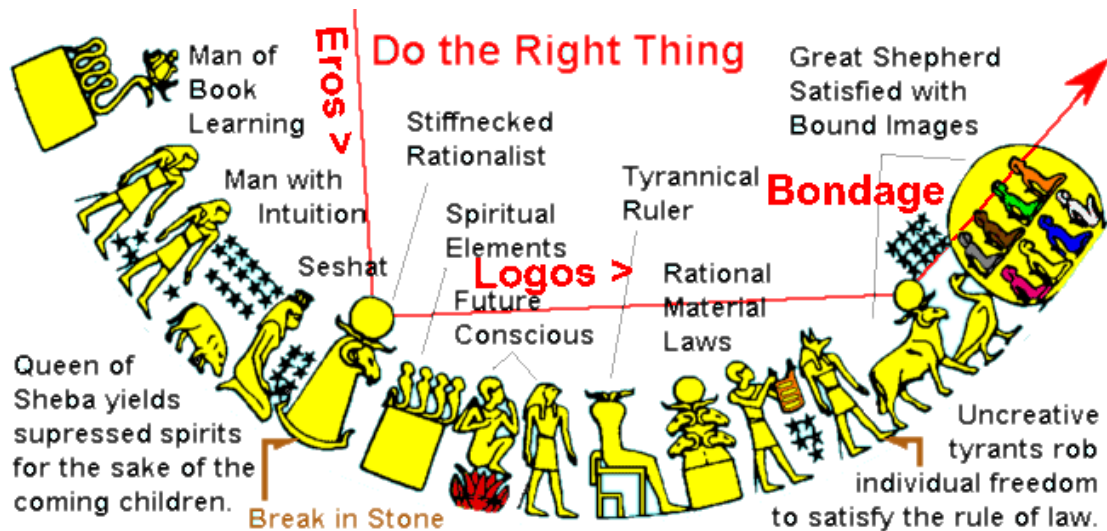 Do the Right Thing
Eros >
Man of
Book
Learning
Great Shepherd
Satisfied with
Bound Images
Stiffnecked
Rationalist
Man with
Intuition
Tyrannical
Ruler
Bondage
Spiritual
Elements
Seshat
Logos >
Future
Conscious
Rational
Material
Laws
Queen of
Sheba yields
supressed spirits
for the sake of the
coming children.
Break in Stone
Uncreative
tyrants rob
individual freedom
to satisfy the rule of law.